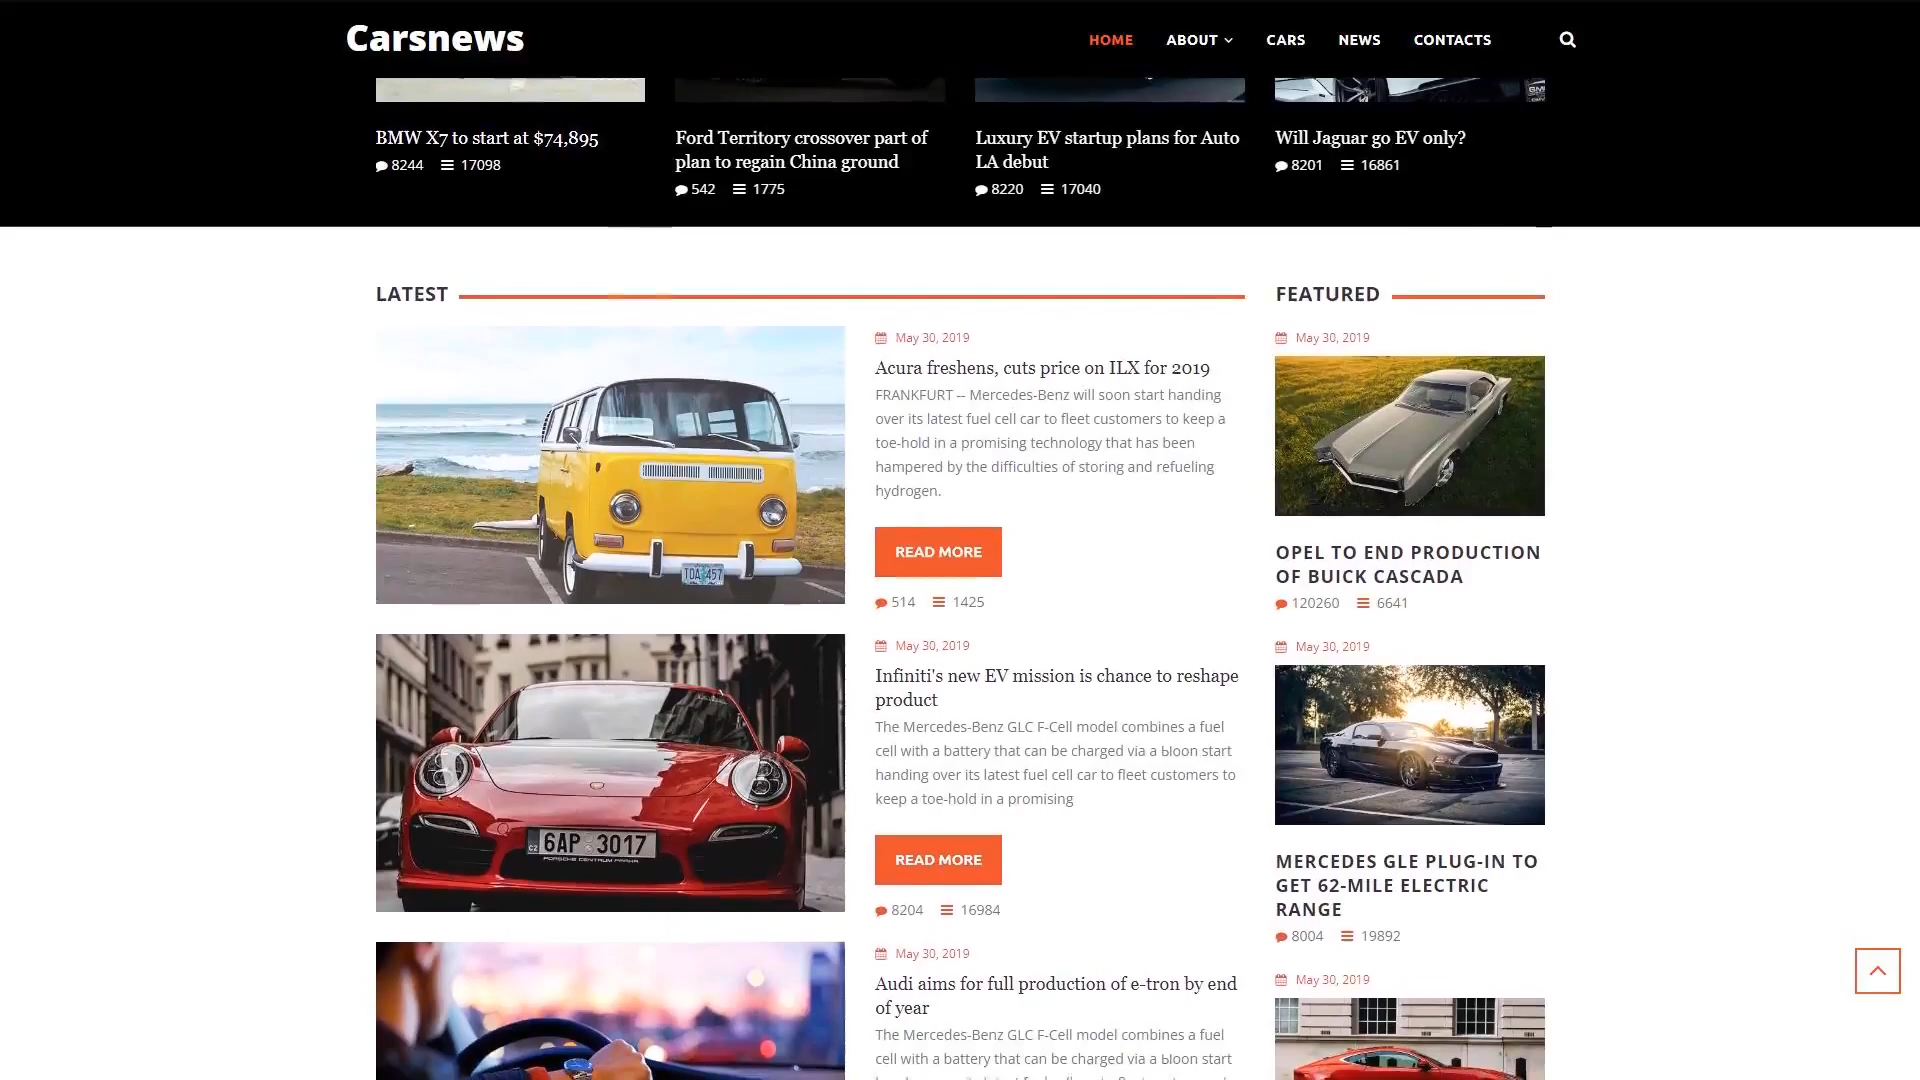 Carsnews
HOME ABOUT CARS NEWS CONTACTS
BMW X7 to start at $74,895
8244 17098
Ford Territory crossover part of
plan to regain China ground
542 1775
Luxury EV startup plans for Auto
LA debut
8220 17040
Will Jaguar go EV only?
8201 16861
LATEST
May 30, 2019
Acura freshens, cuts price on ILX for 2019
FRANKFURT -- Mercedes-Benz will soon start handing
over its latest fuel cell car to fleet customers to keep a
toe-hold in a promising technology that has been
hampered by the difficulties of storing and refueling
hydrogen.
READ MORE
514 1425
6AP 3017
CZ
PORSCHE CENTRUM PRAHA
May 30, 2019
Infiniti's new EV mission is chance to reshape
product
The Mercedes-Benz GLC F-Cell model combines a fuel
cell with a battery that can be charged via a ыoon start
handing over its latest fuel cell car to fleet customers to
keep a toe-hold in a promising
READ MORE
8204 16984
May 30, 2019
Audi aims for full production of e-tron by end
of year
The Mercedes-Benz GLC F-Cell model combines a fuel
cell with a battery that can be charged via a ыoon start
FEATURED
May 30, 2019
OPEL TO END PRODUCTION
OF BUICK CASCADA
120260 6641
May 30, 2019
MERCEDES GLE PLUG-IN TO
GET 62-MILE ELECTRIC
RANGE
8004 19892
May 30, 2019